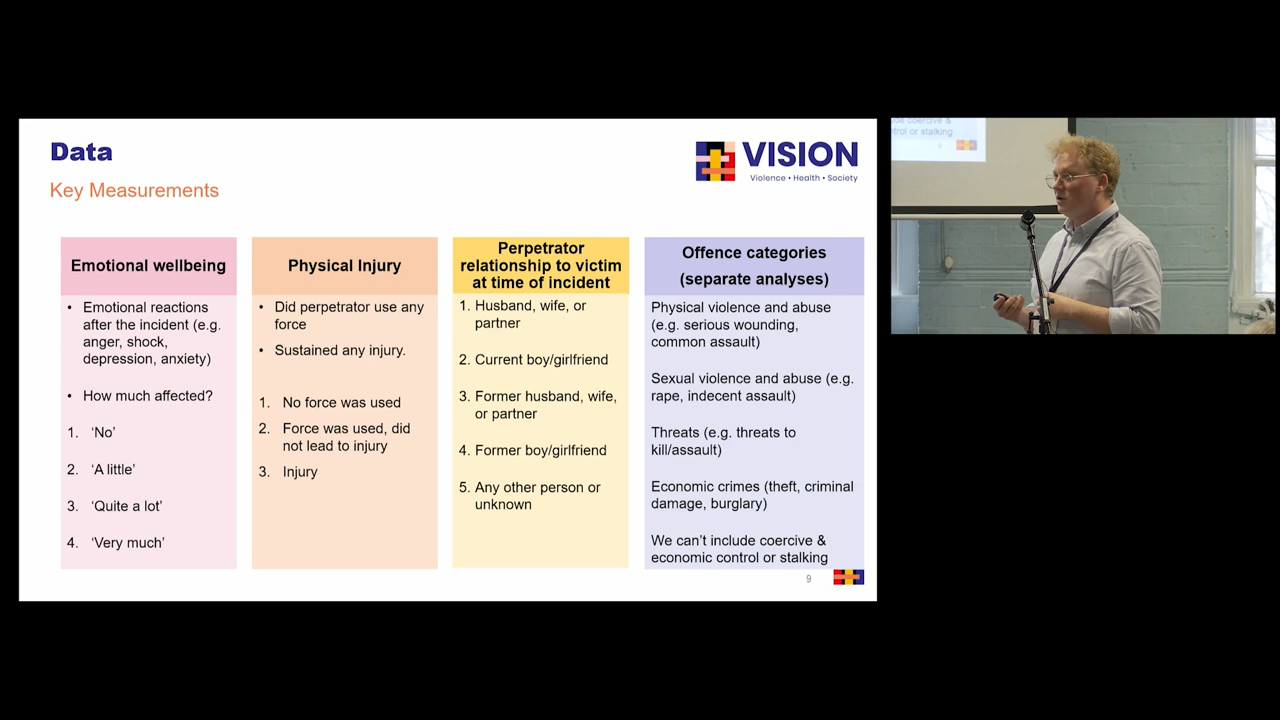 Data
Key Measurements
VISION
Violence • Health • Society
Emotional wellbeing
• Emotional reactions
after the incident (e.g.
anger, shock,
depression, anxiety)
• How much affected?
1. ‘No’
2. ‘A little’
3. ‘Quite a lot’
4. ‘Very much’
Physical Injury
• Did perpetrator use any
force
• Sustained any injury.
1. No force was used
2. Force was used, did
not lead to injury
3. Injury
Perpetrator
relationship to victim
at time of incident
1. Husband, wife, or
partner
2. Current boy/girlfriend
3. Former husband, wife,
or partner
4. Former boy/girlfriend
5. Any other person or
unknown
Offence categories
(separate analyses)
Physical violence and abuse
(e.g. serious wounding,
common assault)
Sexual violence and abuse (e.g.
rape, indecent assault)
Threats (e.g. threats to
kill/assault)
Economic crimes (theft, criminal
damage, burglary)
We can’t include coercive &
economic control or stalking
9
coercive &
or stalking